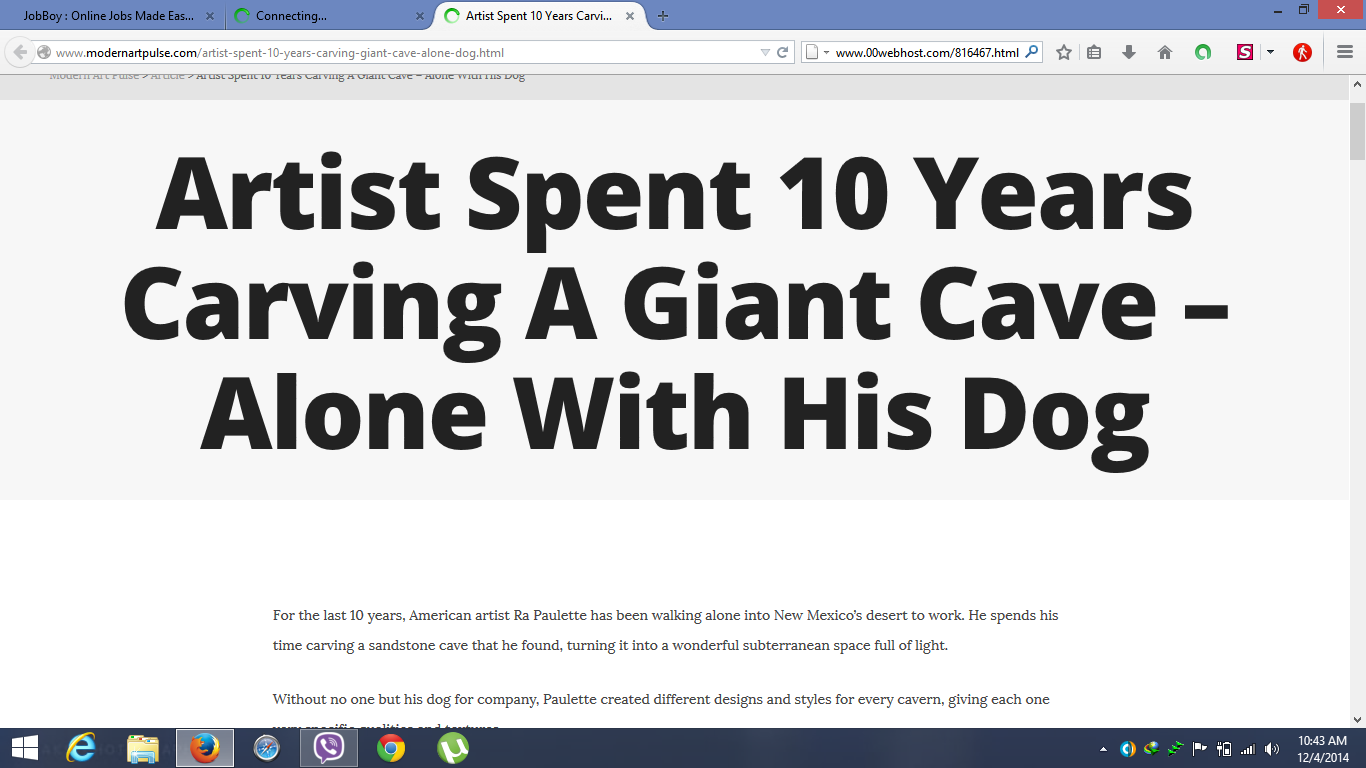 JobBoy : Online Jobs Made Eas...
Connecting...
Artist Spent 10 Years Carvi...
www.modernartpulse.com/artist-spent-10-years-carving-giant-cave-alone-dog.html
www.00webhost.com/816467.html
Modern Art Pulse > Article > Artist Spent 10 Years Carving A Giant Cave – Alone With His Dog
Artist Spent 10 Years
Carving A Giant Cave –
Alone With His Dog
For the last 10 years, American artist Ra Paulette has been walking alone into New Mexico’s desert to work. He spends his
time carving a sandstone cave that he found, turning it into a wonderful subterranean space full of light.
Without no one but his dog for company, Paulette created different designs and styles for every cavern, giving each one
very specific qualities and textures.
10:43 AM
12/4/2014